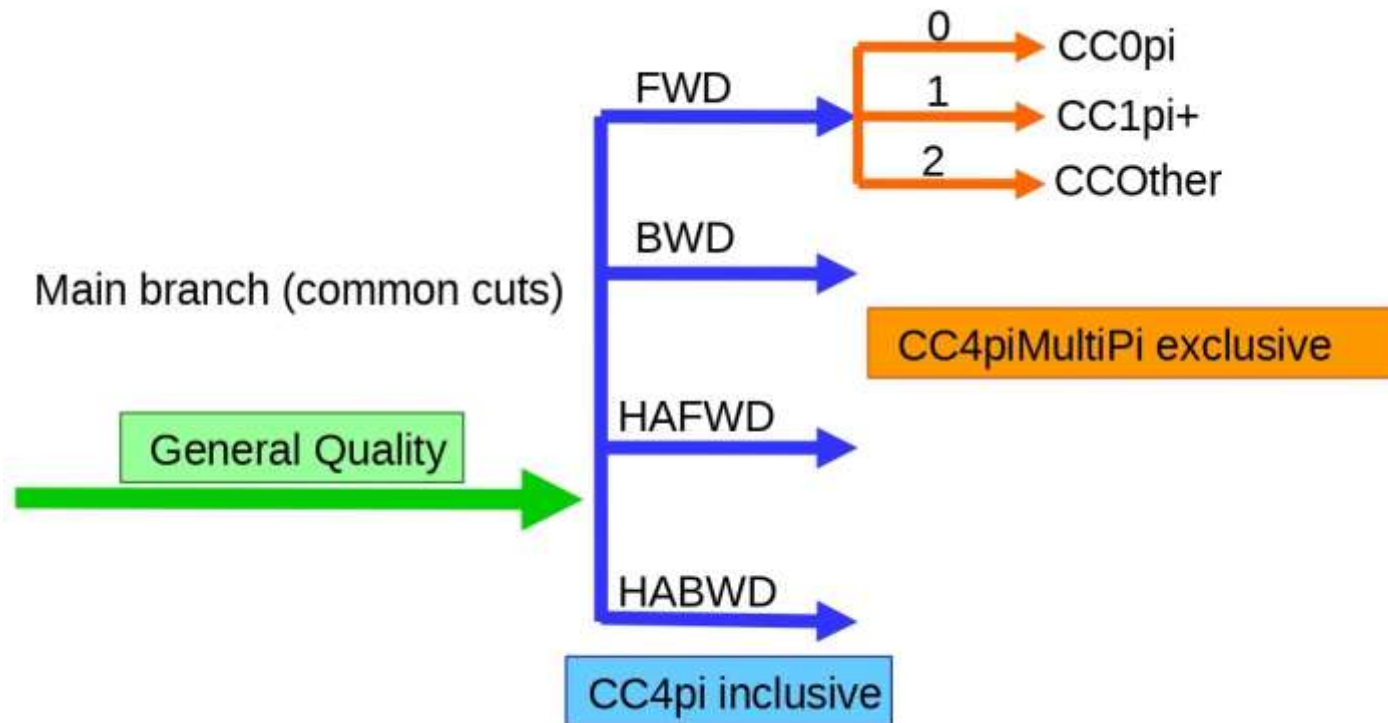 0
CC0pi
FWD
1
CC1pi+
2
CCOther
BWD
Main branch (common cuts)
CC4piMultiPi exclusive
HAFWD
General Quality
HABWD
CC4pi inclusive